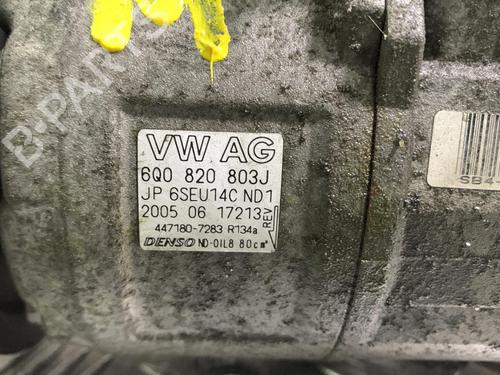 VW AG
6Q0 820 803J
JP 6SEU14C ND1
2005 06 17213
REV
447180-7283 R134a
DENSO ND-OIL8 80cm³
B-PARTS